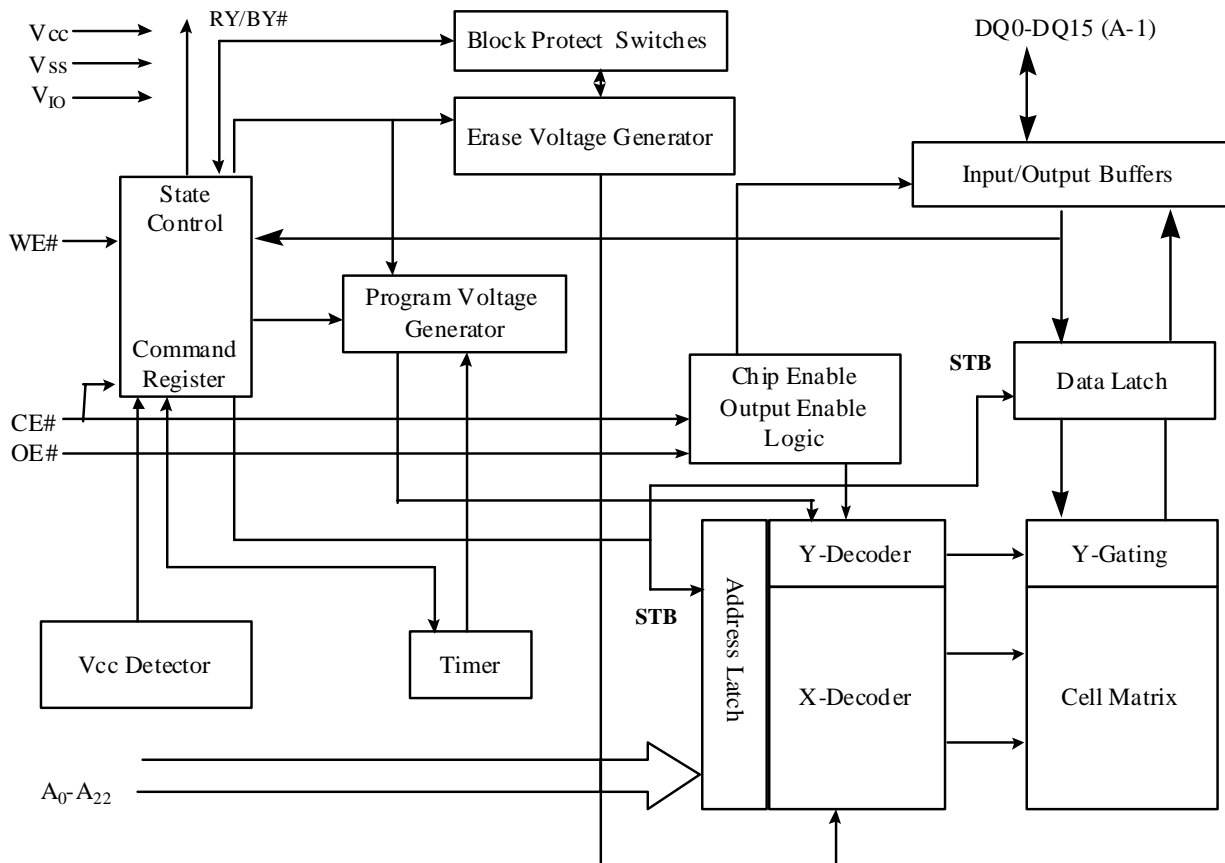 Vcc
Vss
VIO
RY/BY#
Block Protect Switches
DQ0-DQ15 (A-1)
Erase Voltage Generator
Input/Output Buffers
State
Control
WE#
Program Voltage
Generator
Command
Register
STB
Chip Enable
Output Enable
Logic
Data Latch
CE#
OE#
Address Latch
Y-Decoder
Y-Gating
STB
Vcc Detector
Timer
X-Decoder
Cell Matrix
A0-A22